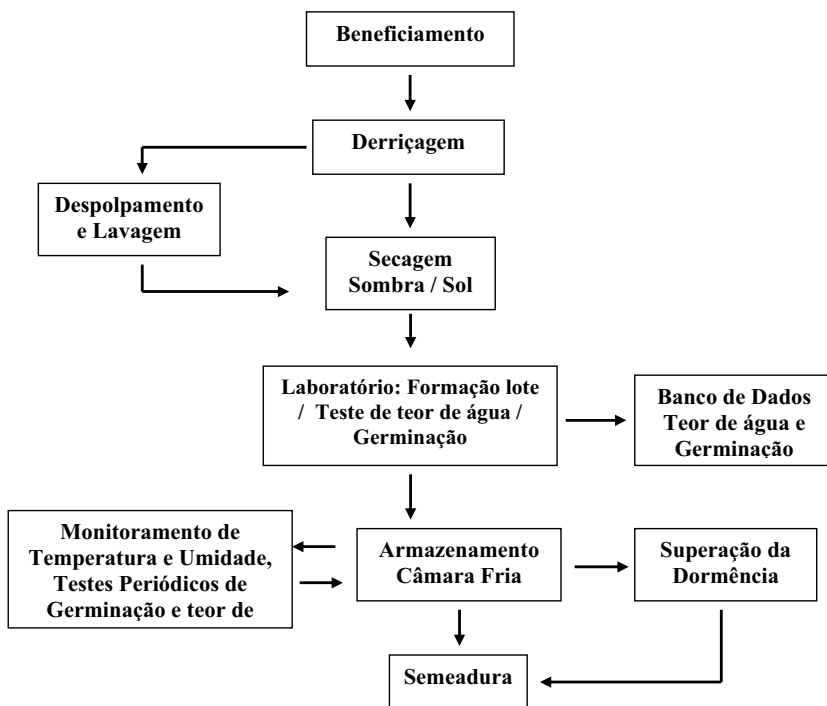 Beneficiamento
Derriçagem
Despolpamento
e Lavagem
Secagem
Sombra / Sol
Laboratório: Formação lote
/ Teste de teor de água /
Germinação
Banco de Dados
Teor de água e
Germinação
Monitoramento de
Temperatura e Umidade,
Testes Periódicos de
Germinação e teor de
Armazenamento
Câmara Fria
Superação da
Dormência
Semeadura